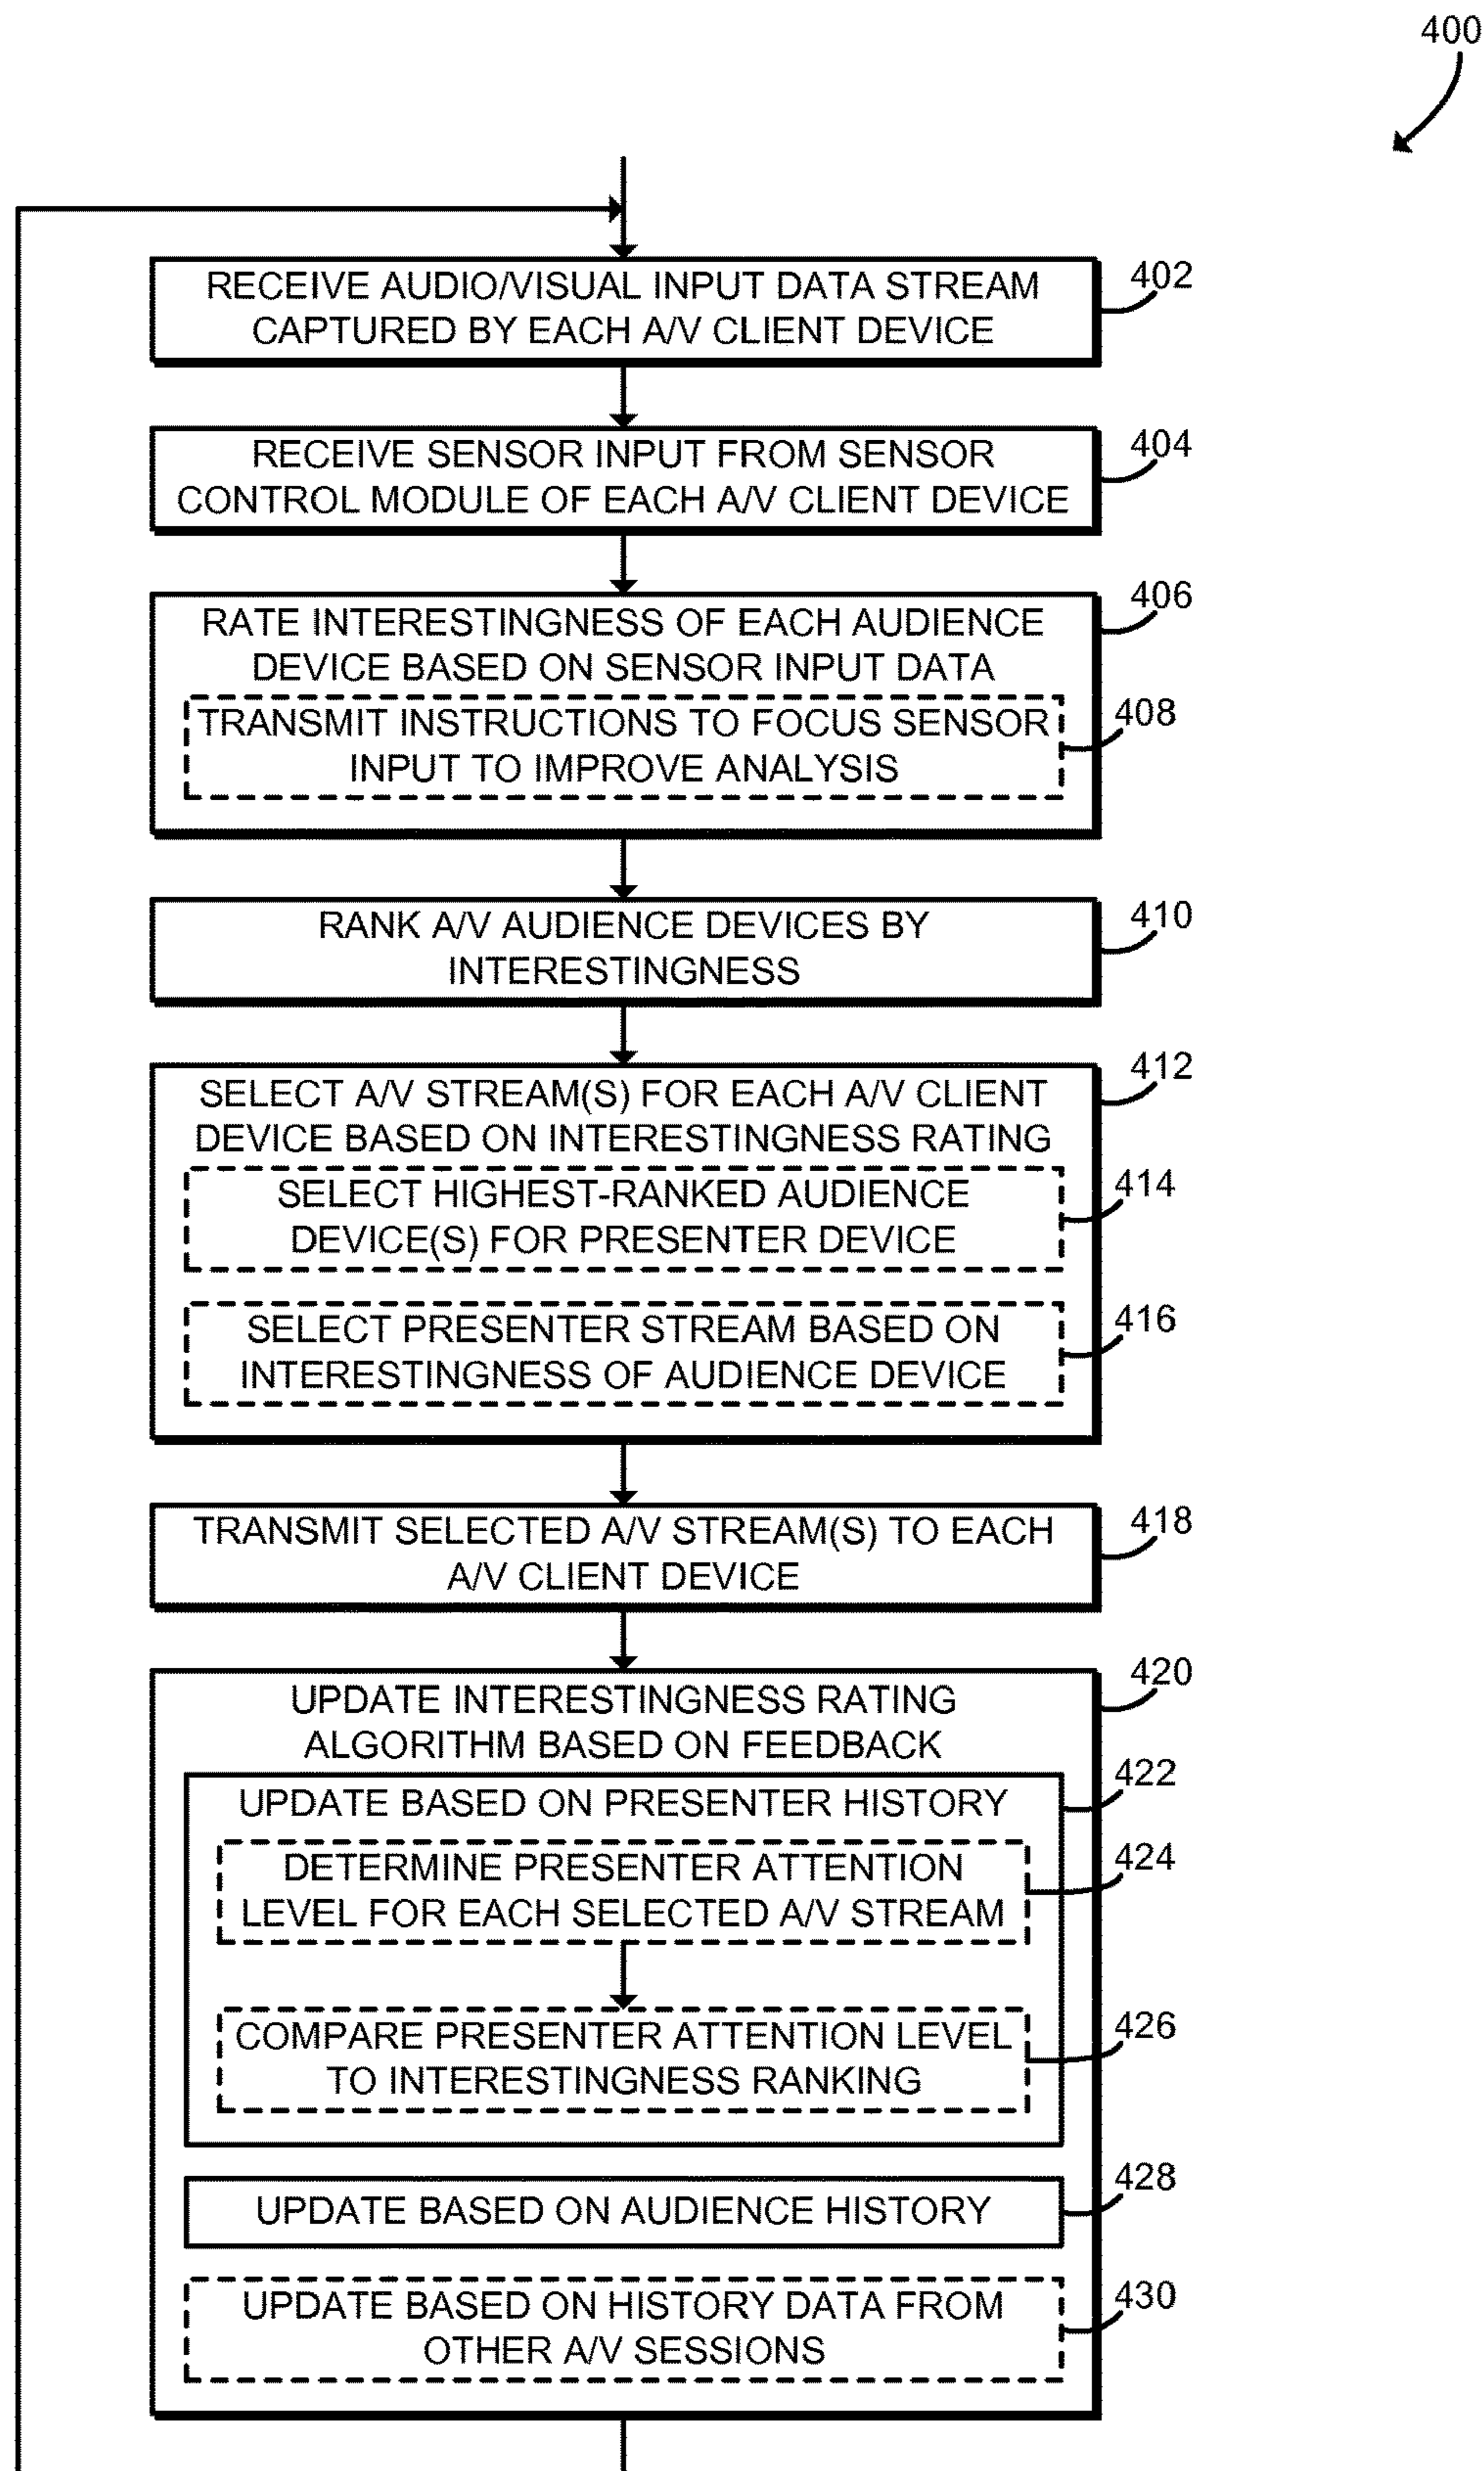 400
RECEIVE AUDIO/VISUAL INPUT DATA STREAM
CAPTURED BY EACH A/V CLIENT DEVICE
402
RECEIVE SENSOR INPUT FROM SENSOR
CONTROL MODULE OF EACH A/V CLIENT DEVICE
404
RATE INTERESTINGNESS OF EACH AUDIENCE
DEVICE BASED ON SENSOR INPUT DATA
406
TRANSMIT INSTRUCTIONS TO FOCUS SENSOR
INPUT TO IMPROVE ANALYSIS
408
RANK A/V AUDIENCE DEVICES BY
INTERESTINGNESS
410
SELECT A/V STREAM(S) FOR EACH A/V CLIENT
DEVICE BASED ON INTERESTINGNESS RATING
412
SELECT HIGHEST-RANKED AUDIENCE
DEVICE(S) FOR PRESENTER DEVICE
414
SELECT PRESENTER STREAM BASED ON
INTERESTINGNESS OF AUDIENCE DEVICE
416
TRANSMIT SELECTED A/V STREAM(S) TO EACH
A/V CLIENT DEVICE
418
UPDATE INTERESTINGNESS RATING
ALGORITHM BASED ON FEEDBACK
420
UPDATE BASED ON PRESENTER HISTORY
422
DETERMINE PRESENTER ATTENTION
LEVEL FOR EACH SELECTED A/V STREAM
424
COMPARE PRESENTER ATTENTION LEVEL
TO INTERESTINGNESS RANKING
426
UPDATE BASED ON AUDIENCE HISTORY
428
UPDATE BASED ON HISTORY DATA FROM
OTHER A/V SESSIONS
430